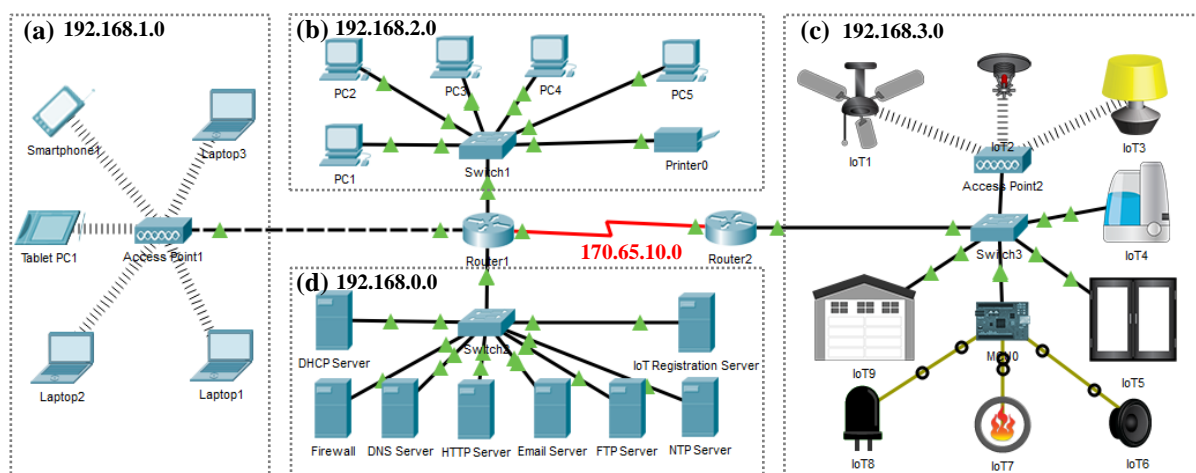 (a) 192.168.1.0
Smartphone1
Laptop3
Tablet PC1
Access Point1
Laptop2
Laptop1
(b) 192.168.2.0
PC2
PC3
PC4
PC5
PC1
Switch1
Printer0
Router1
170.65.10.0
Router2
(d) 192.168.0.0
DHCP Server
Switch2
IoT Registration Server
Firewall
DNS Server
HTTP Server
Email Server
FTP Server
NTP Server
(c) 192.168.3.0
IoT1
IoT2
IoT3
Access Point2
Switch3
IoT4
IoT9
IoT5
IoT8
IoT7
IoT6